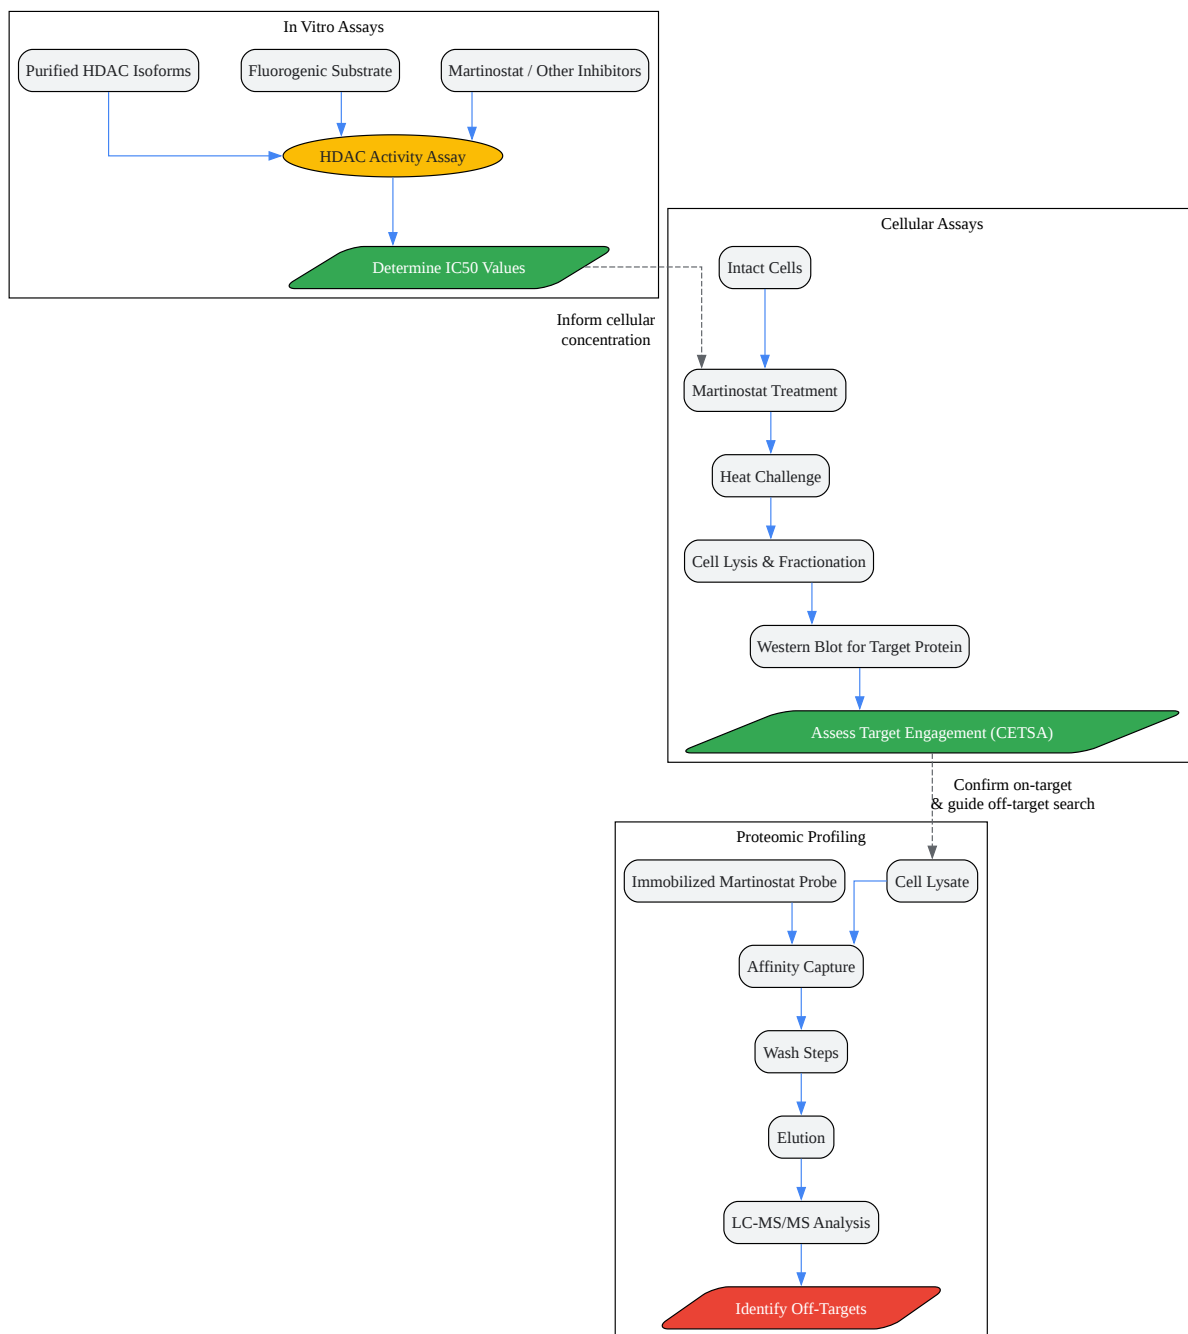 In Vitro Assays
Purified HDAC Isoforms
Fluorogenic Substrate
Martinostat / Other Inhibitors
HDAC Activity Assay
Determine IC50 Values
Inform cellular
concentration
Cellular Assays
Intact Cells
Martinostat Treatment
Heat Challenge
Cell Lysis & Fractionation
Western Blot for Target Protein
Assess Target Engagement (CETSA)
Confirm on-target
& guide off-target search
Proteomic Profiling
Immobilized Martinostat Probe
Cell Lysate
Affinity Capture
Wash Steps
Elution
LC-MS/MS Analysis
Identify Off-Targets